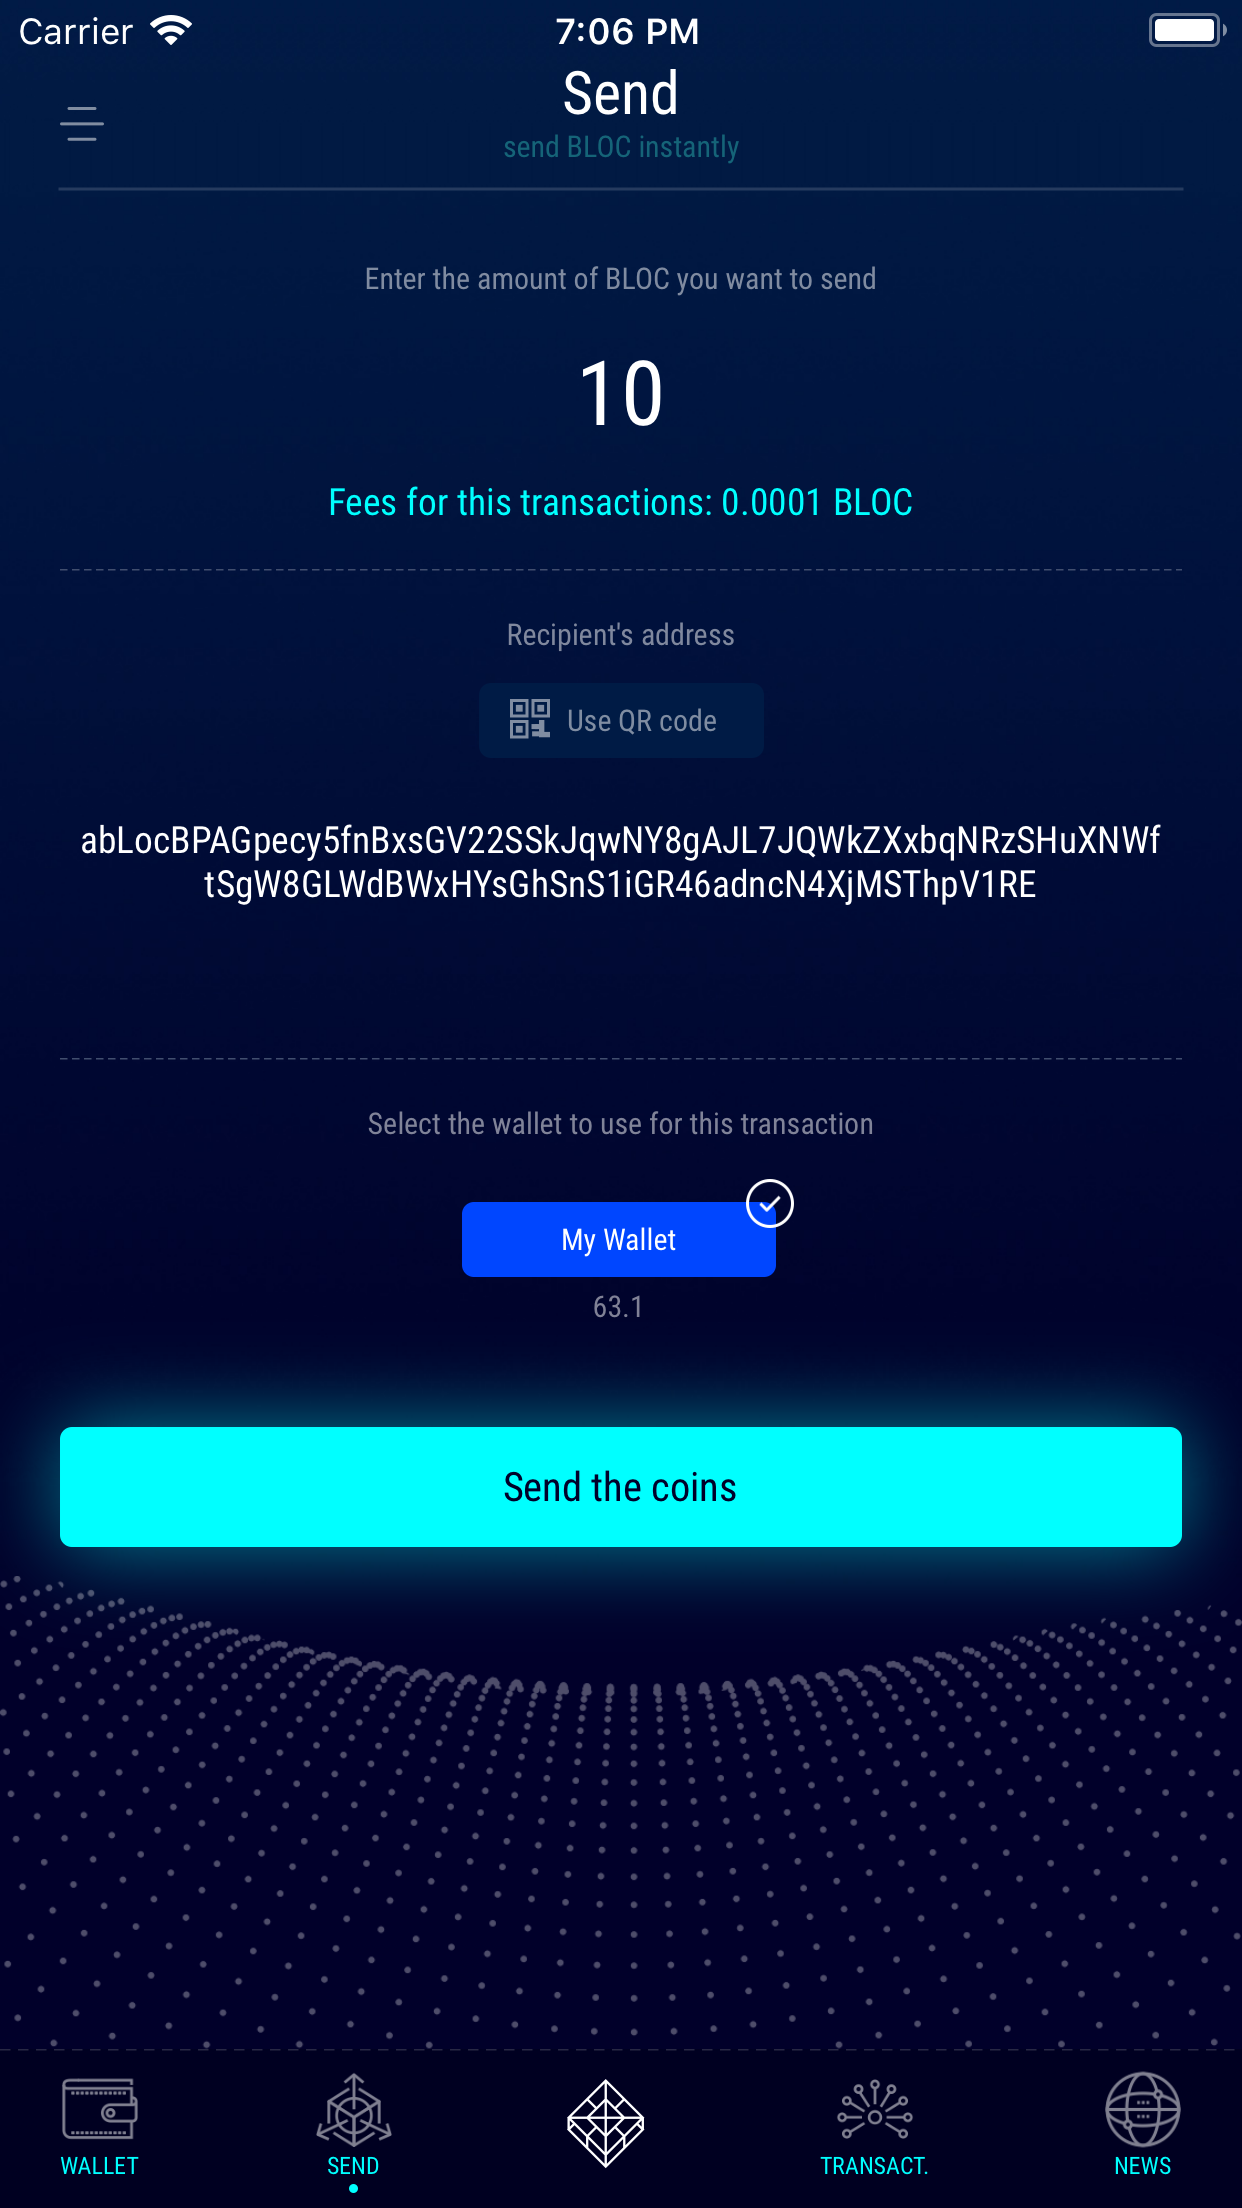 Carrier 7:06 PM
Send
send BLOC instantly
Enter the amount of BLOC you want to send
10
Fees for this transactions: 0.0001 BLOC
Recipient's address
Use QR code
abLocBPAGpecy5fnBxsGV22SSkJqwNY8gAJL7JQWkZXxbqNRzSHuXNWf
tSgW8GLWdBWxHYsGhSnS1iGR46adncN4XjMSThpV1RE
Select the wallet to use for this transaction
My Wallet
63.1
Send the coins
WALLET SEND TRANSACT. NEWS